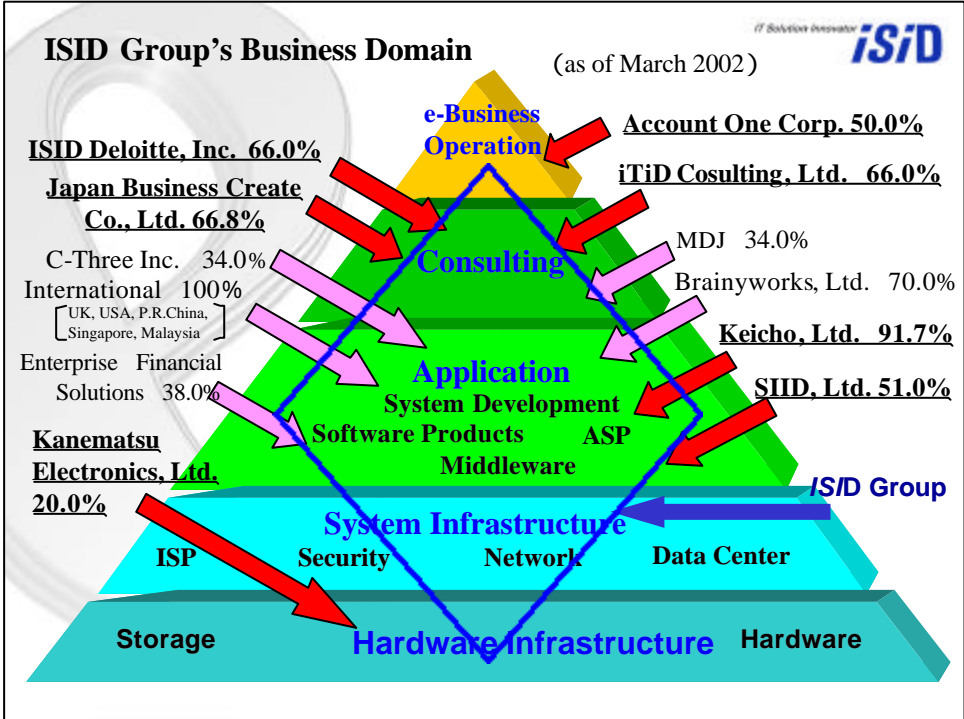 ISID Group's Business Domain
(as of March 2002)
IT Solution Innovator
iSiD
e-Business
Operation
ISID Deloitte, Inc. 66.0%
Japan Business Create
Co., Ltd. 66.8%
C-Three Inc. 34.0%
International 100%
UK, USA, P.R.China,
Singapore, Malaysia
Enterprise Financial
Solutions 38.0%
Kanematsu
Electronics, Ltd.
20.0%
Account One Corp. 50.0%
iTiD Cosulting, Ltd. 66.0%
MDJ 34.0%
Brainyworks, Ltd. 70.0%
Keicho, Ltd. 91.7%
SIID, Ltd. 51.0%
ISID Group
Consulting
Application
System Development
Software Products ASP
Middleware
System Infrastructure
ISP Security Network Data Center
Storage Hardware Infrastructure Hardware